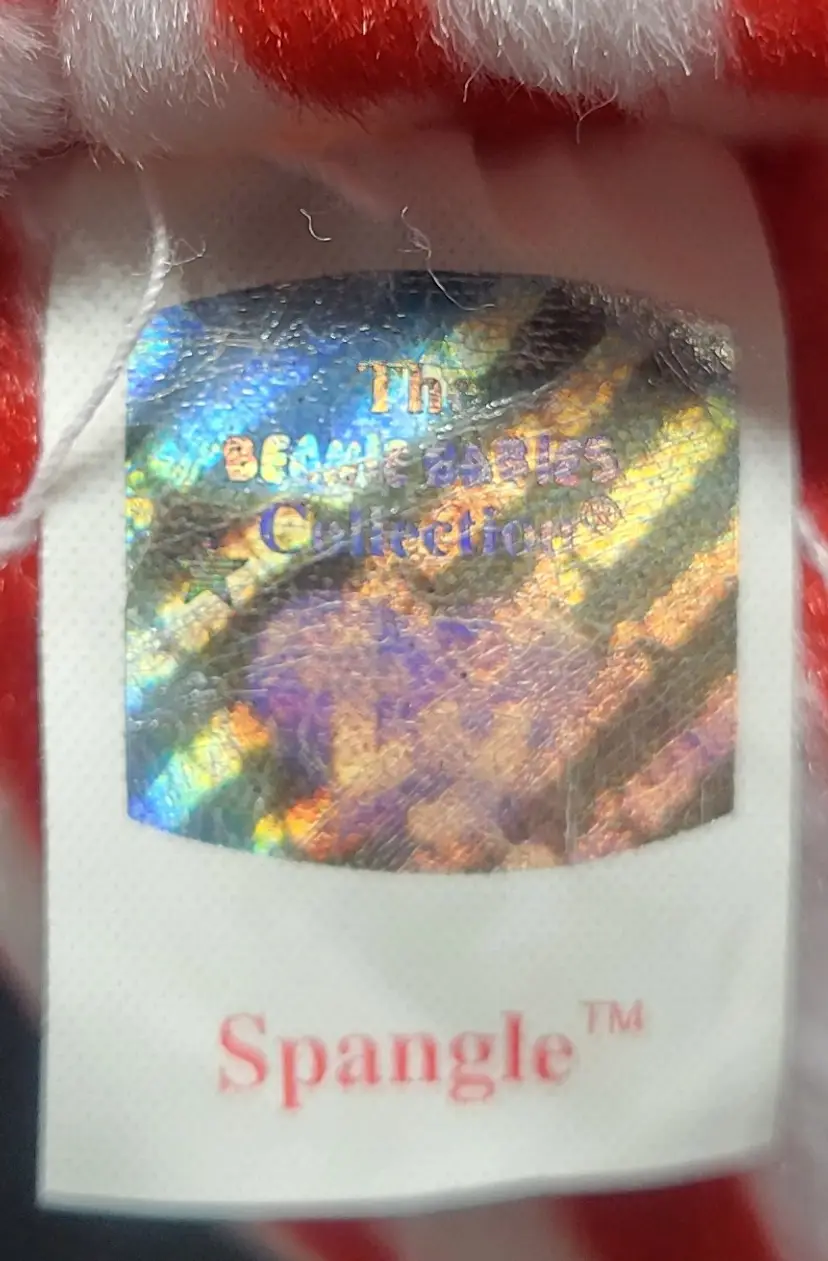 The
BEANIE BABIES
Collection®
Spangle™